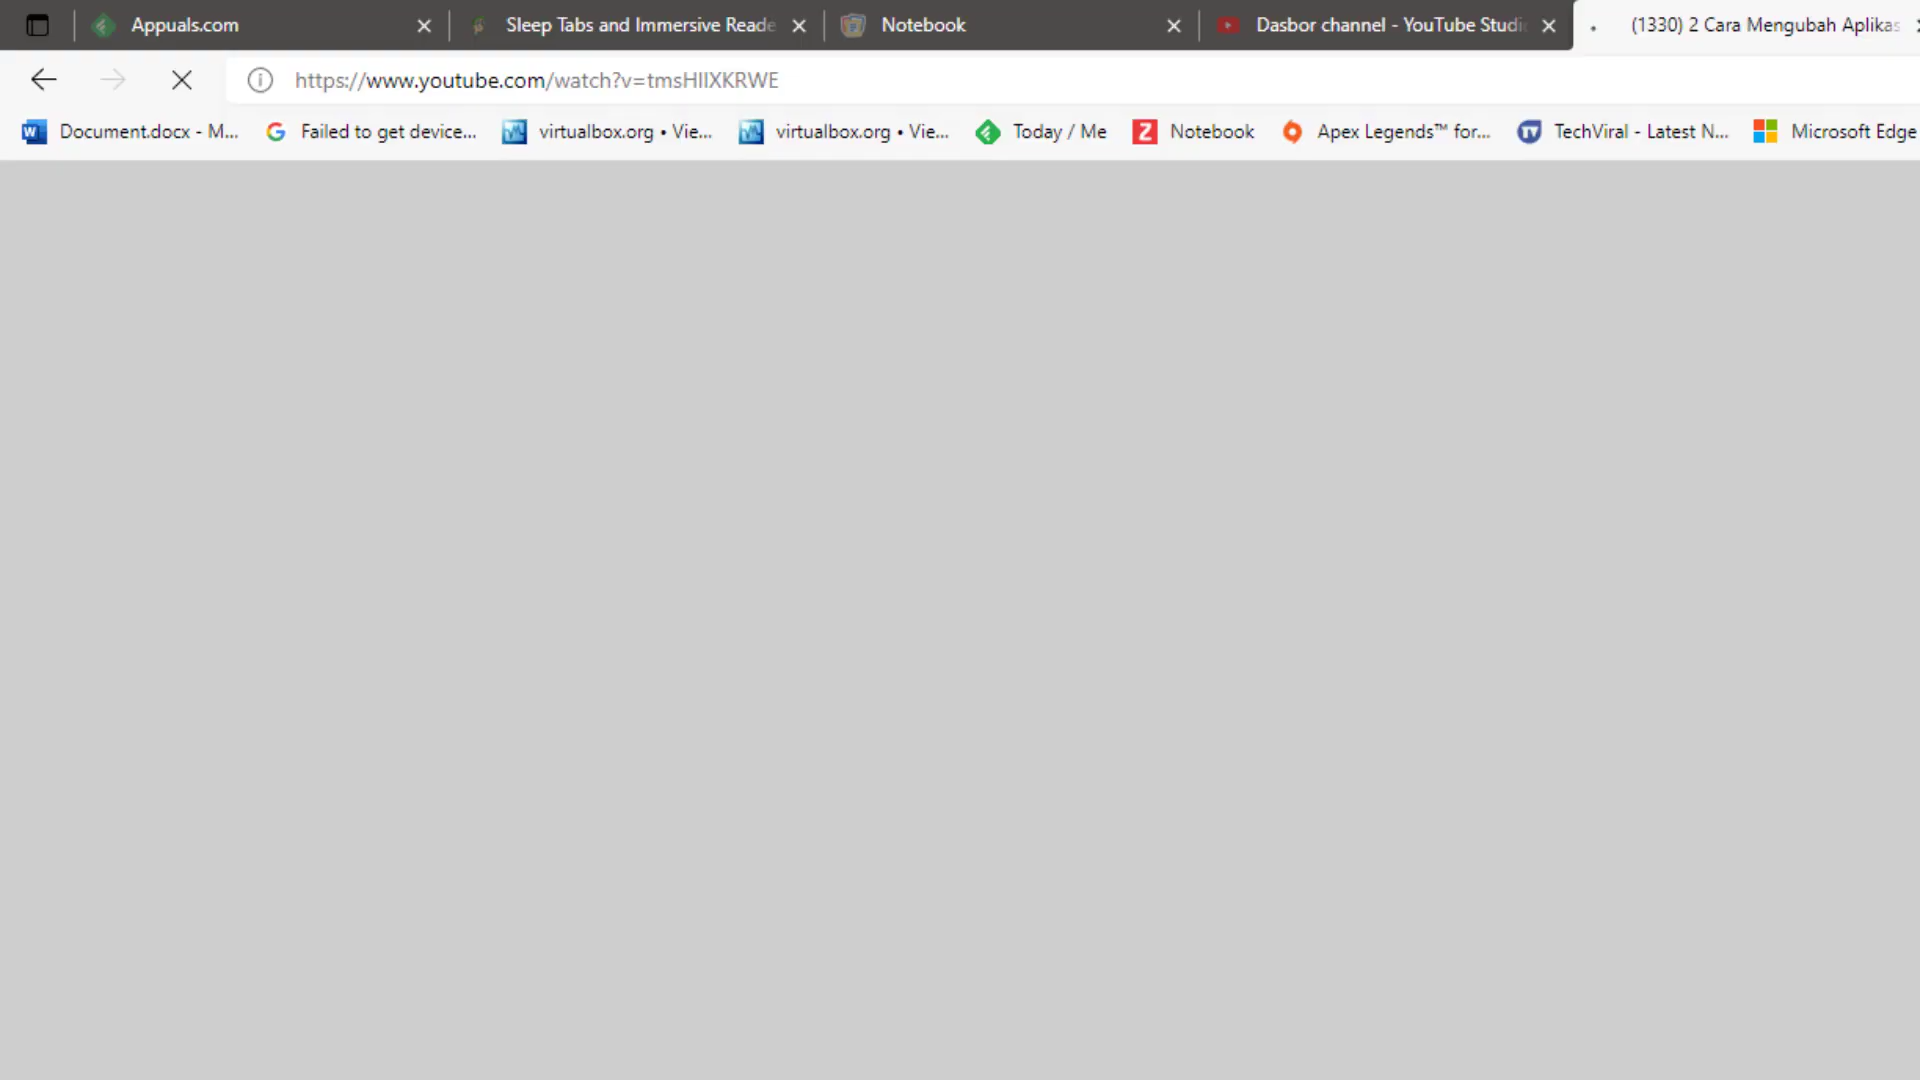 Appuals.com
Sleep Tabs and Immersive Reade
Notebook
Dasbor channel - YouTube Studi
(1330) 2 Cara Mengubah Aplikas
https://www.youtube.com/watch?v=tmsHIlXKRWE
Document.docx - M...
Failed to get device...
virtualbox.org • Vie...
virtualbox.org • Vie...
Today / Me
Notebook
Apex Legends™ for...
TechViral - Latest N...
Microsoft Edge